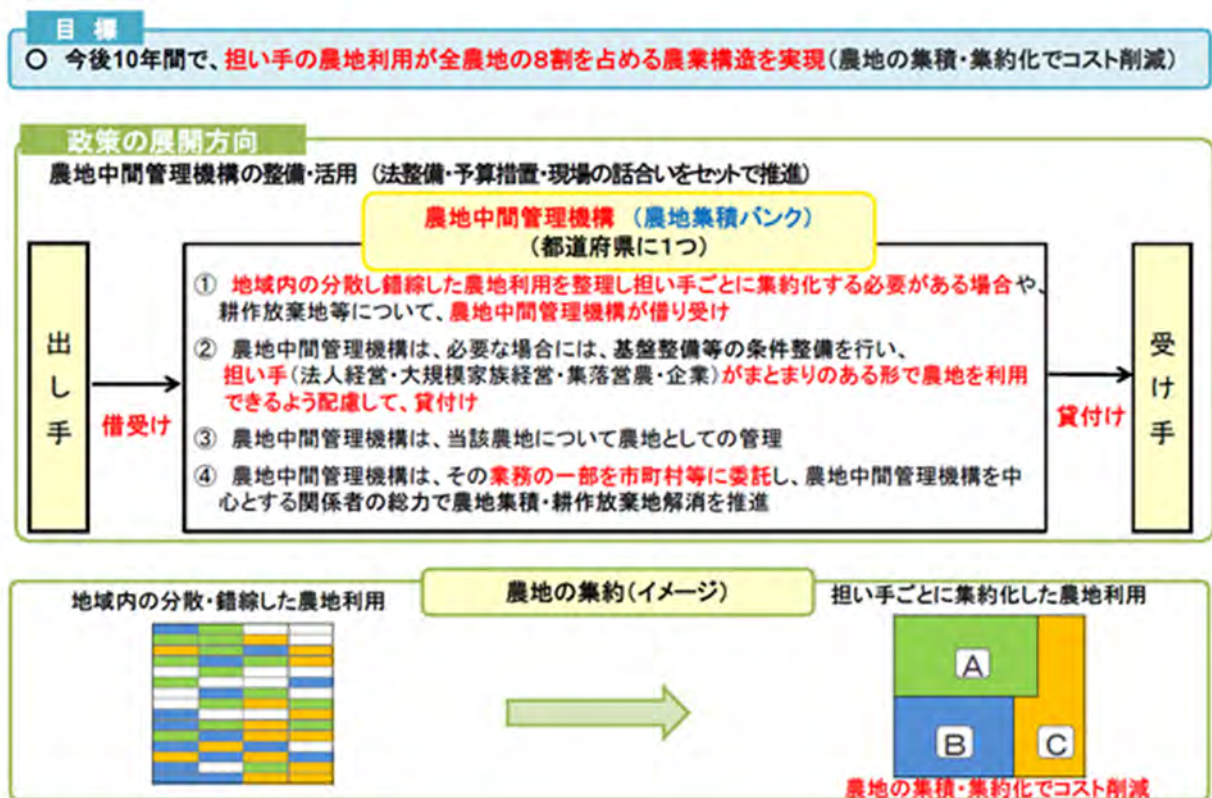 目 標
○ 今後10年間で、担い手の農地利用が全農地の8割を占める農業構造を実現(農地の集積・集約化でコスト削減)
政策の展開方向
農地中間管理機構の整備・活用 (法整備・予算措置・現場の話合いをセットで推進)
農地中間管理機構 (農地集積バンク)
(都道府県に1つ)
出し手
借受け
① 地域内の分散し錯綜した農地利用を整理し担い手ごとに集約化する必要がある場合や、
耕作放棄地等について、農地中間管理機構が借り受け
② 農地中間管理機構は、必要な場合には、基盤整備等の条件整備を行い、
担い手(法人経営・大規模家族経営・集落営農・企業)がまとまりのある形で農地を利用
できるよう配慮して、貸付け
③ 農地中間管理機構は、当該農地について農地としての管理
④ 農地中間管理機構は、その業務の一部を市町村等に委託し、農地中間管理機構を中
心とする関係者の総力で農地集積・耕作放棄地解消を推進
貸付け
受け手
農地の集約(イメージ)
地域内の分散・錯綜した農地利用
担い手ごとに集約化した農地利用
A
B
C
農地の集積・集約化でコスト削減